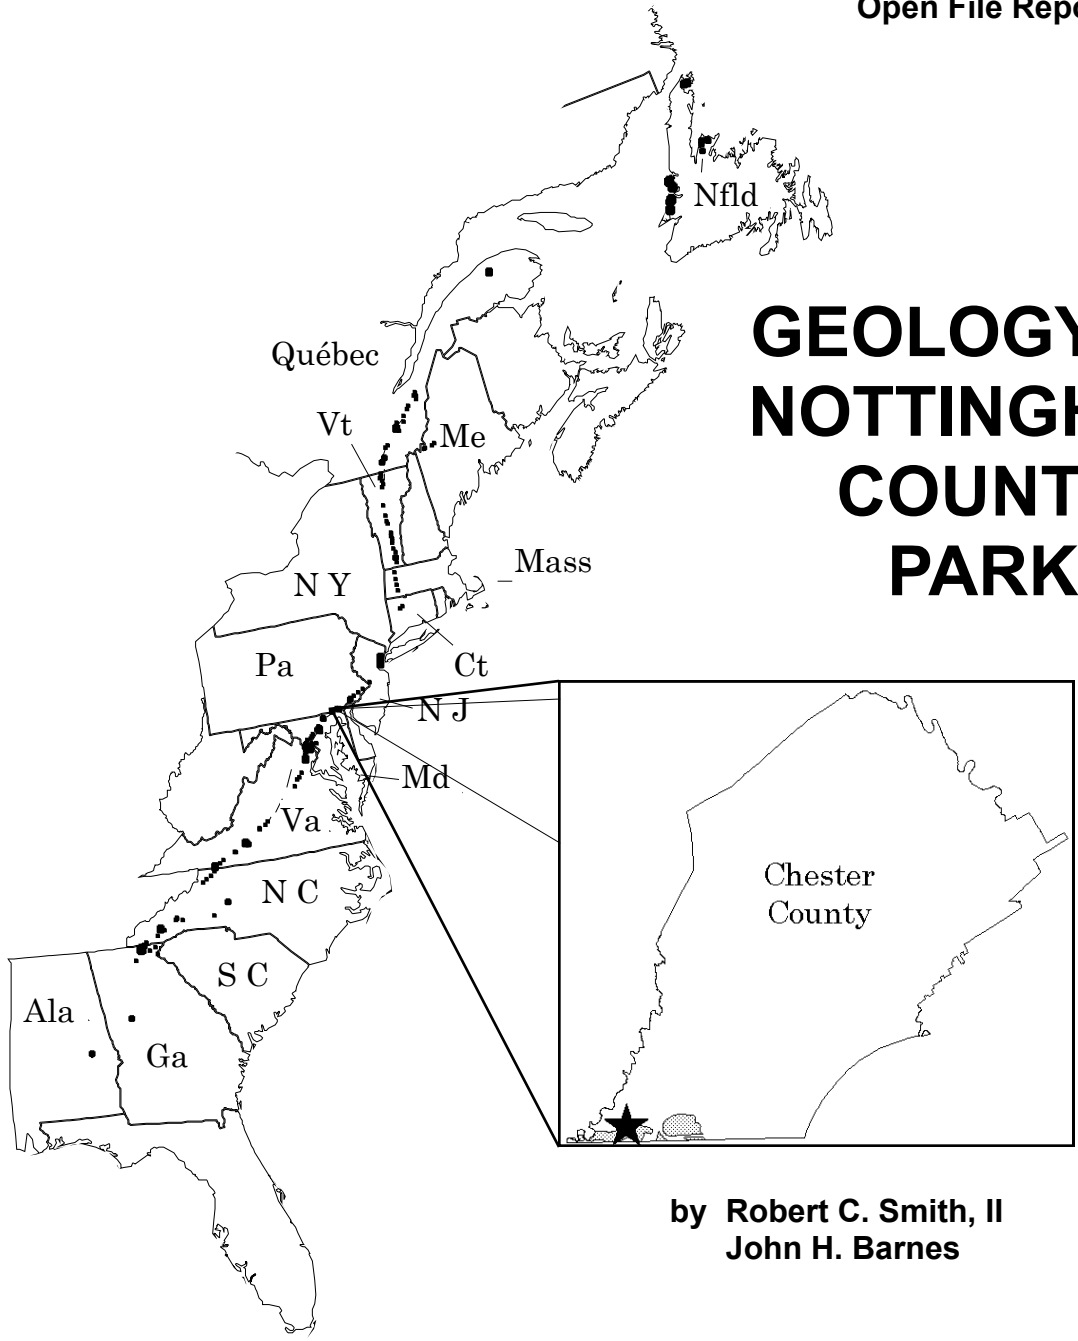 Open File Repo
Nfld
GEOLOGY
NOTTINGH
COUNT
PARK
Québec
Vt
Me
Mass
N Y
Ct
Pa
N J
Md
Va
N C
S C
Ala
Ga
Chester
County
by Robert C. Smith, II
John H. Barnes